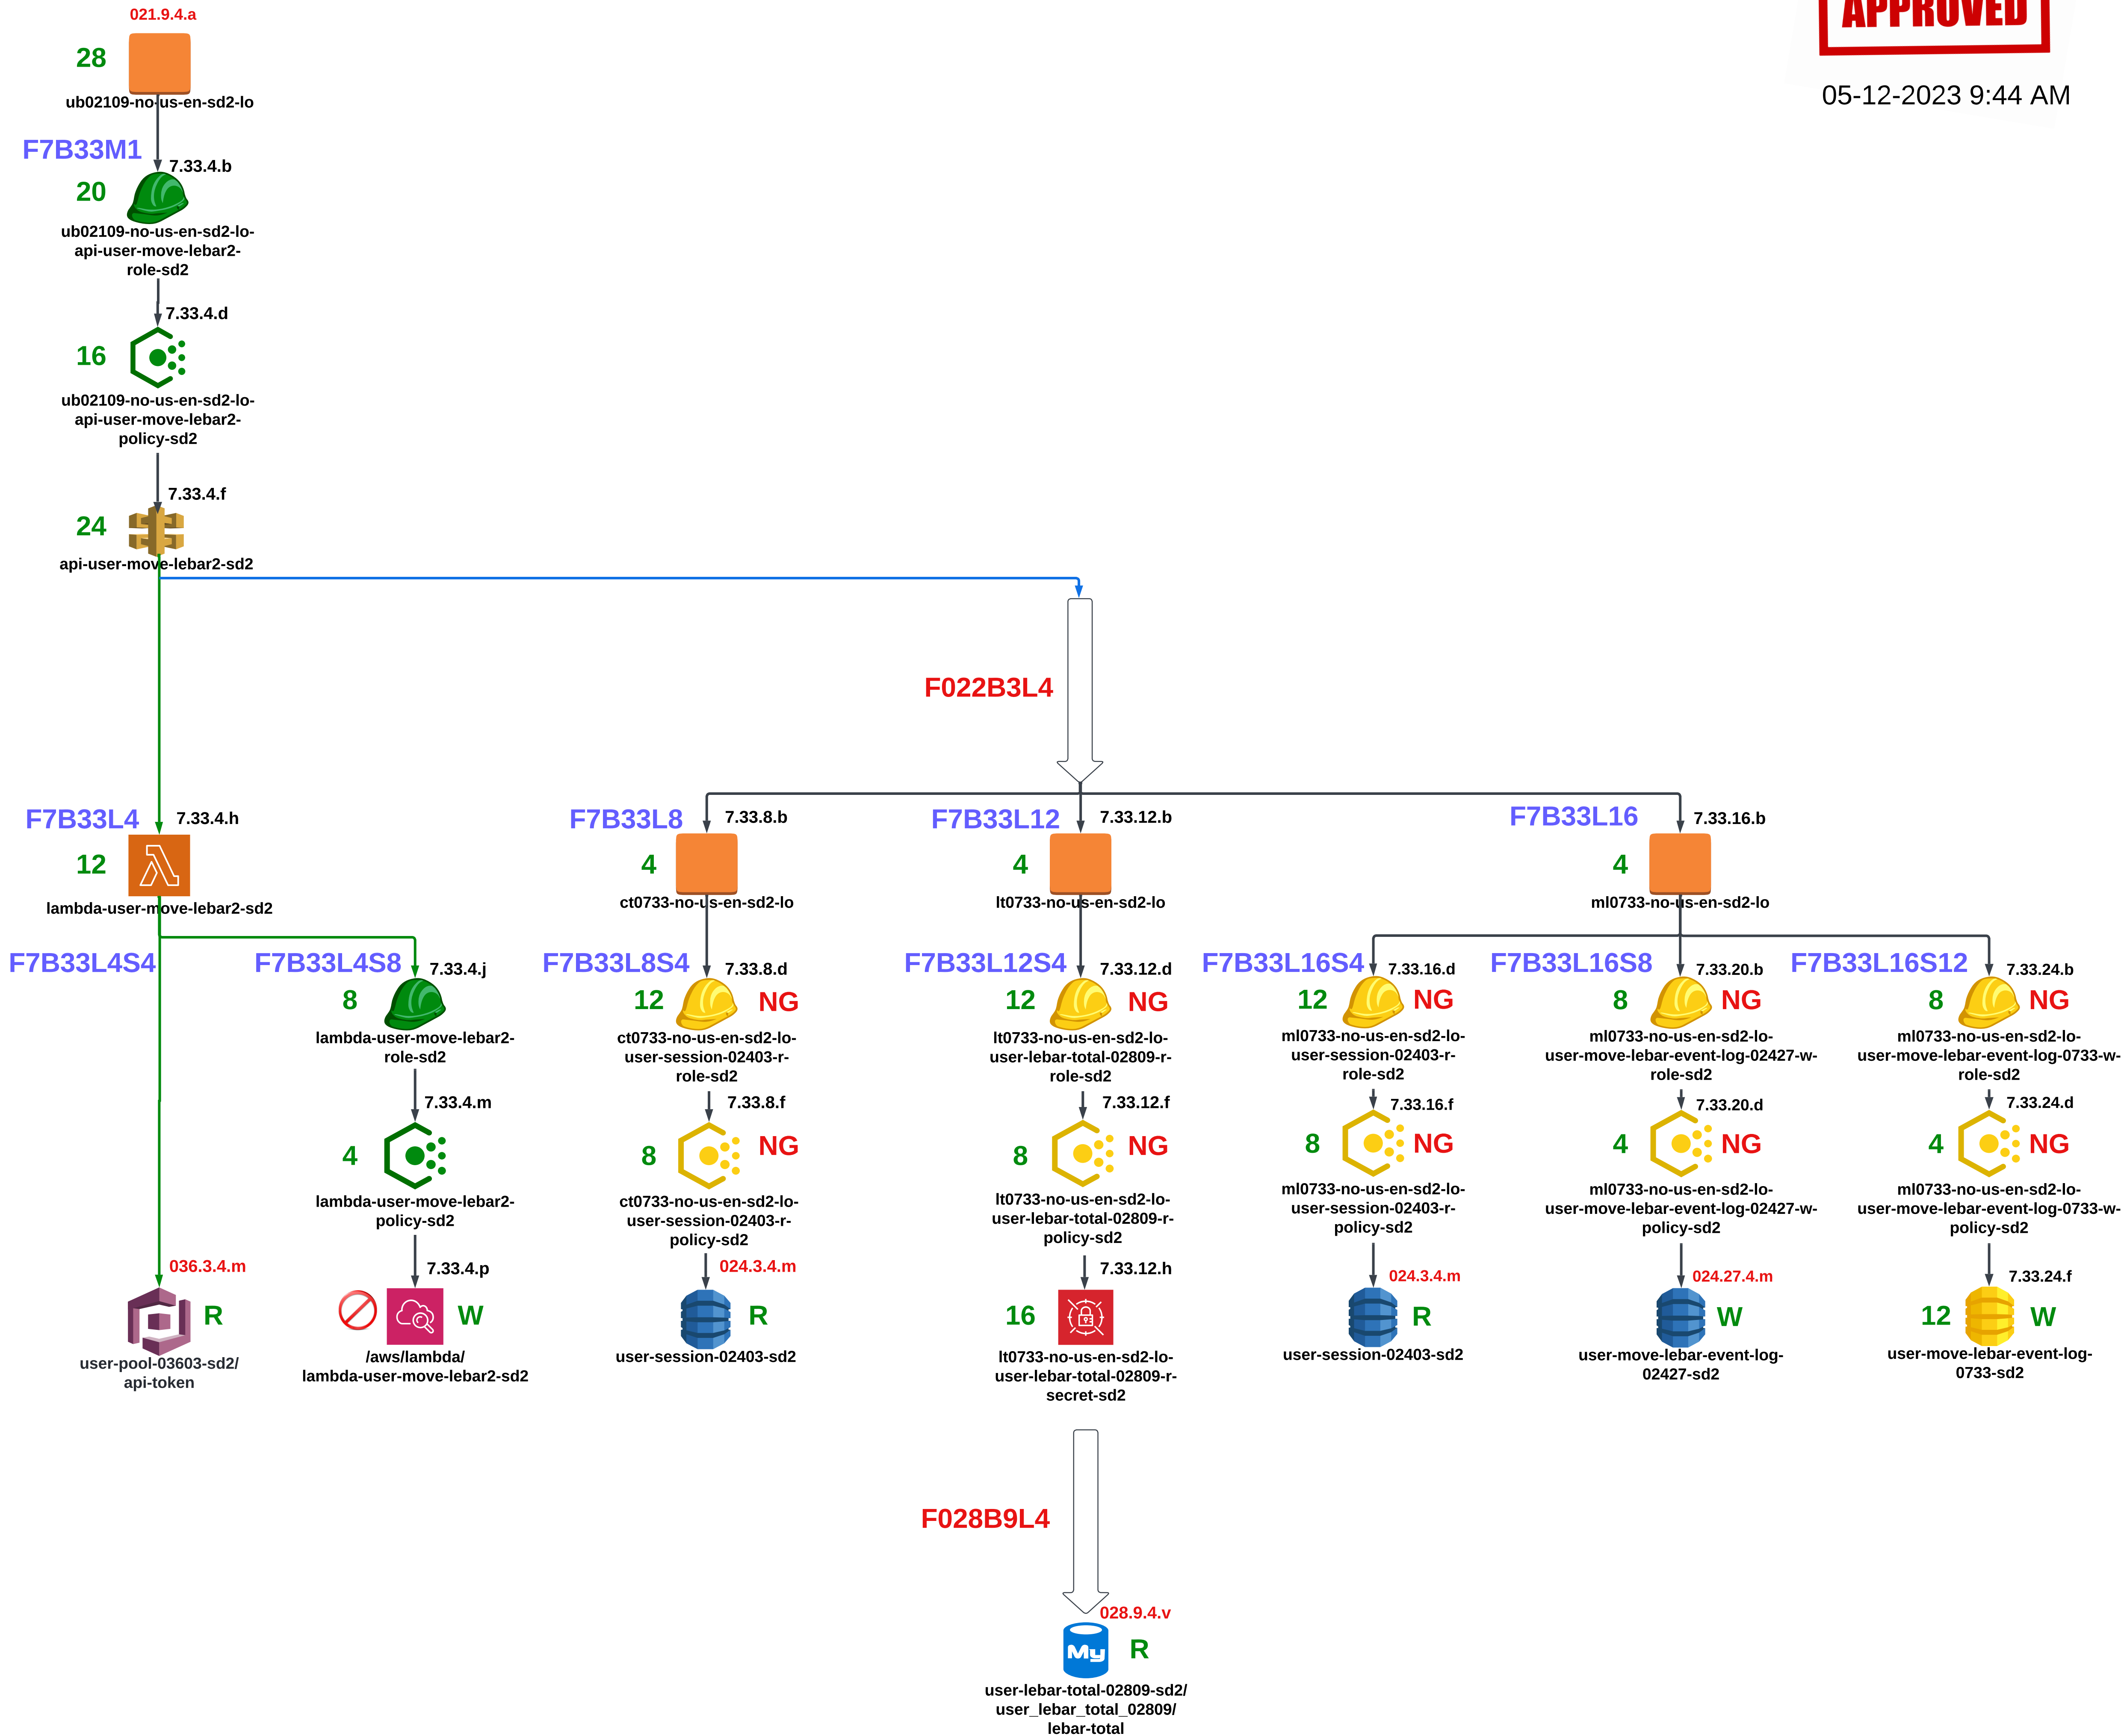 021.9.4.a
APPROVED
05-12-2023 9:44 AM
28
ub02109-no-us-en-sd2-lo
F7B33M1
7.33.4.b
20
ub02109-no-us-en-sd2-lo-
api-user-move-lebar2-
role-sd2
7.33.4.d
16
ub02109-no-us-en-sd2-lo-
api-user-move-lebar2-
policy-sd2
7.33.4.f
24
api-user-move-lebar2-sd2
F022B3L4
F7B33L4
7.33.4.h
12
lambda-user-move-lebar2-sd2
F7B33L8
7.33.8.b
4
ct0733-no-us-en-sd2-lo
F7B33L12
7.33.12.b
4
lt0733-no-us-en-sd2-lo
F7B33L16
7.33.16.b
4
ml0733-no-us-en-sd2-lo
F7B33L4S4
036.3.4.m
R
user-pool-03603-sd2/
api-token
F7B33L4S8
7.33.4.j
8
lambda-user-move-lebar2-
role-sd2
7.33.4.m
4
lambda-user-move-lebar2-
policy-sd2
7.33.4.p
W
/aws/lambda/
lambda-user-move-lebar2-sd2
F7B33L8S4
7.33.8.d
12
NG
ct0733-no-us-en-sd2-lo-
user-session-02403-r-
role-sd2
7.33.8.f
8
NG
ct0733-no-us-en-sd2-lo-
user-session-02403-r-
policy-sd2
024.3.4.m
R
user-session-02403-sd2
F7B33L12S4
7.33.12.d
12
NG
lt0733-no-us-en-sd2-lo-
user-lebar-total-02809-r-
role-sd2
7.33.12.f
8
NG
lt0733-no-us-en-sd2-lo-
user-lebar-total-02809-r-
policy-sd2
7.33.12.h
16
lt0733-no-us-en-sd2-lo-
user-lebar-total-02809-r-
secret-sd2
F028B9L4
028.9.4.v
My
R
user-lebar-total-02809-sd2/
user_lebar_total_02809/
lebar-total
F7B33L16S4
7.33.16.d
12
NG
ml0733-no-us-en-sd2-lo-
user-session-02403-r-
role-sd2
7.33.16.f
8
NG
ml0733-no-us-en-sd2-lo-
user-session-02403-r-
policy-sd2
024.3.4.m
R
user-session-02403-sd2
F7B33L16S8
7.33.20.b
8
NG
ml0733-no-us-en-sd2-lo-
user-move-lebar-event-log-02427-w-
role-sd2
7.33.20.d
4
NG
ml0733-no-us-en-sd2-lo-
user-move-lebar-event-log-02427-w-
policy-sd2
024.27.4.m
W
user-move-lebar-event-log-
02427-sd2
F7B33L16S12
7.33.24.b
8
NG
ml0733-no-us-en-sd2-lo-
user-move-lebar-event-log-0733-w-
role-sd2
7.33.24.d
4
NG
ml0733-no-us-en-sd2-lo-
user-move-lebar-event-log-0733-w-
policy-sd2
7.33.24.f
12
W
user-move-lebar-event-log-
0733-sd2